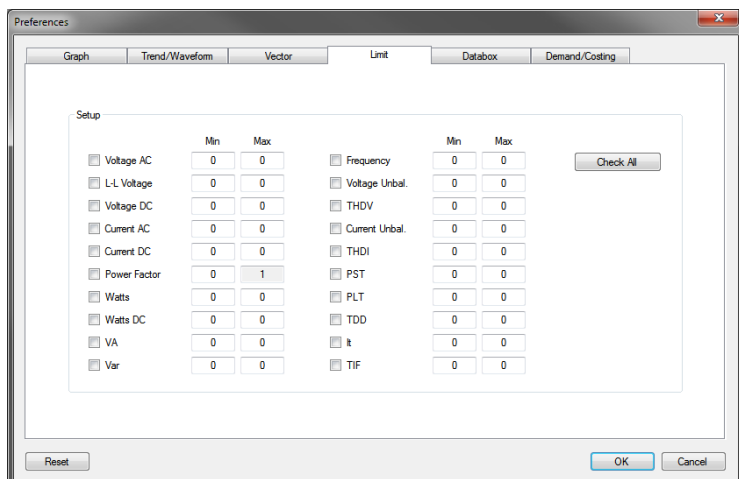 Preferences
Graph Trend/Waveform Vector Limit Databox Demand/Costing
Setup
Min Max Min Max
Voltage AC 0 0 Frequency 0 0 Check All
L-L Voltage 0 0 Voltage Unbal. 0 0
Voltage DC 0 0 THDV 0 0
Current AC 0 0 Current Unbal. 0 0
Current DC 0 0 THDI 0 0
Power Factor 0 1 PST 0 0
Watts 0 0 PLT 0 0
Watts DC 0 0 TDD 0 0
VA 0 0 It 0 0
Var 0 0 TIF 0 0
Reset OK Cancel